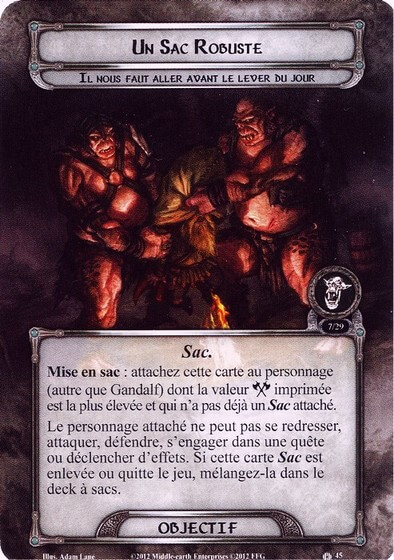 Un Sac Robuste
Il nous faut aller avant le lever du jour
7/29
Sac.
Mise en sac : attachez cette carte au personnage
(autre que Gandalf) dont la valeur imprimée
est la plus élevée et qui n'a pas déjà un Sac attaché.
Le personnage attaché ne peut pas se redresser,
attaquer, défendre, s'engager dans une quête
ou déclencher d'effets. Si cette carte Sac est
enlevée ou quitte le jeu, mélangez-la dans le
deck à sacs.
OBJECTIF
Illus. Adam Lane ©2012 Middle-earth Enterprises ©2012 FFG 45